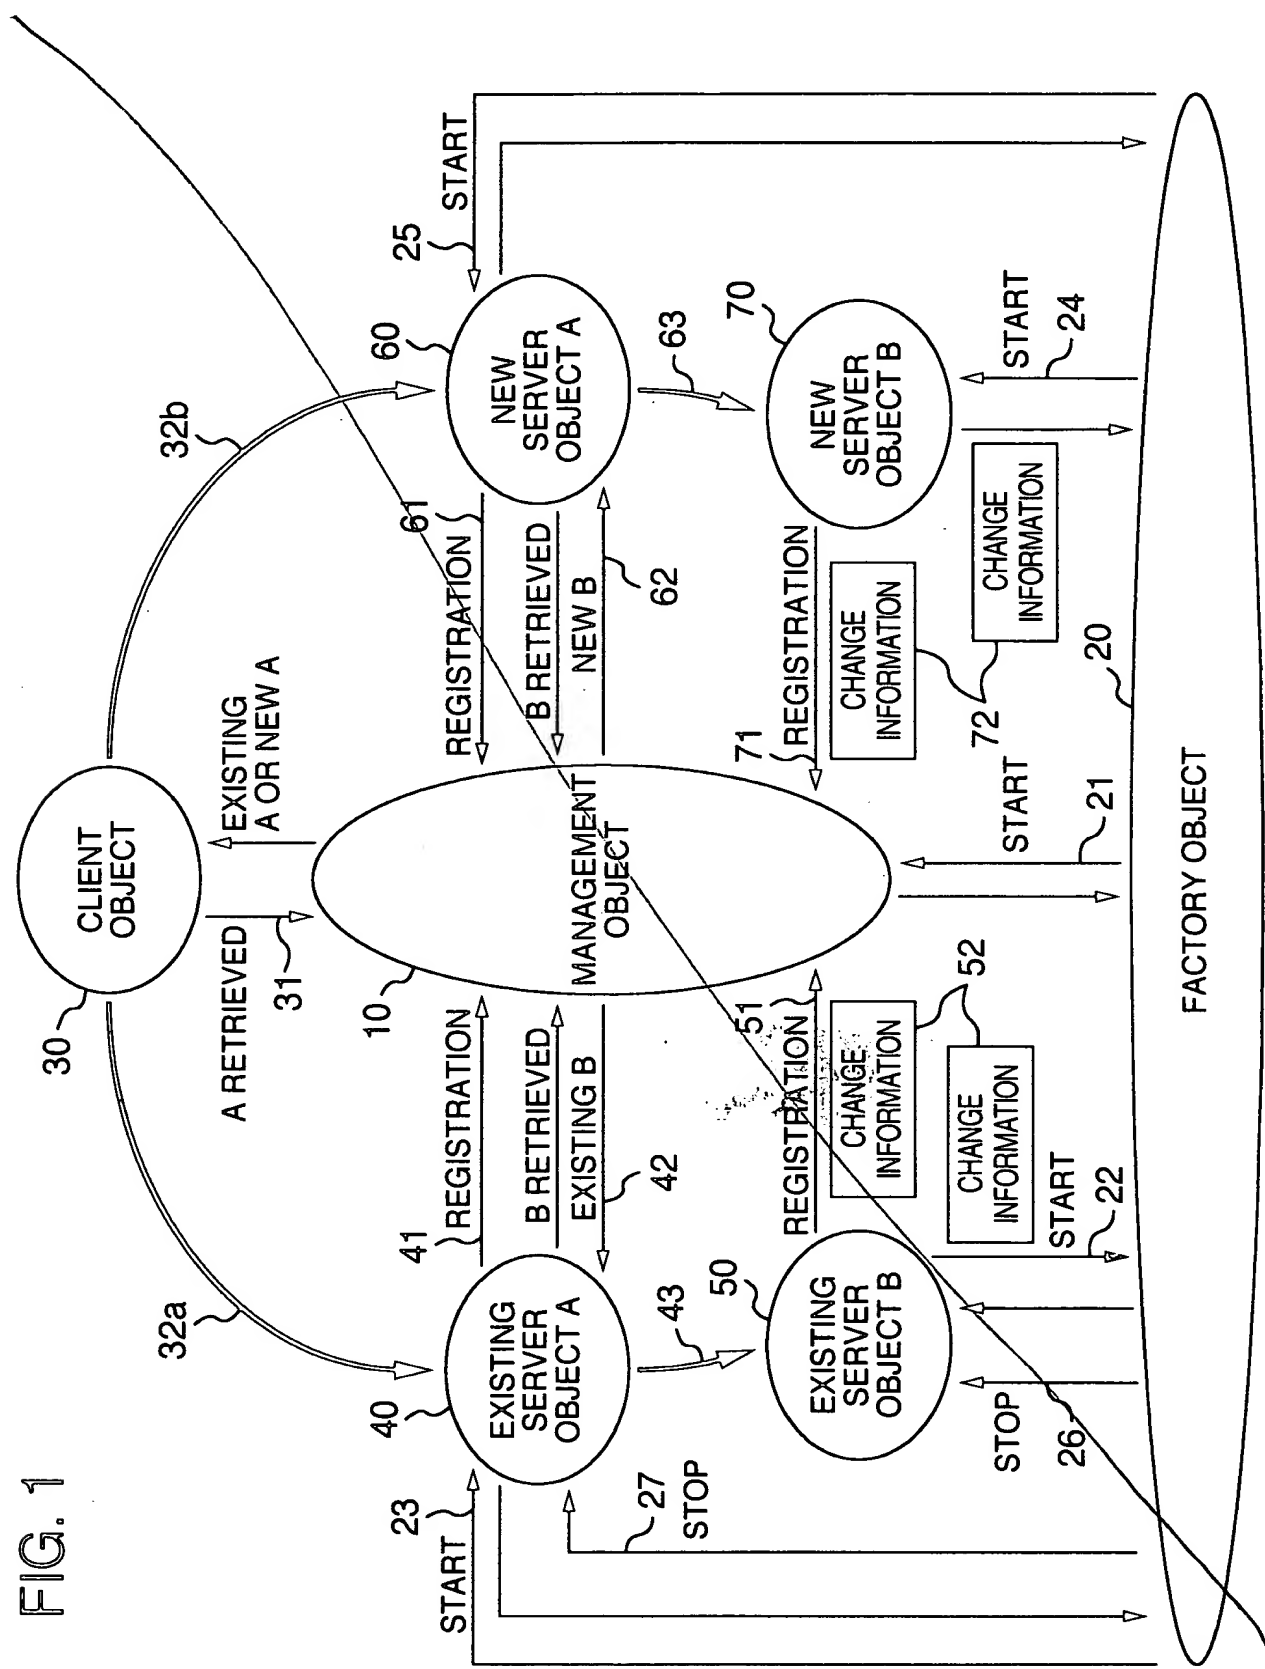 FIG. 1
30
CLIENT
OBJECT
32a
32b
A RETRIEVED
31
EXISTING
A OR NEW A
10
MANAGEMENT
OBJECT
23
START
40
EXISTING
SERVER
OBJECT A
41
REGISTRATION
B RETRIEVED
EXISTING B
42
43
27
STOP
50
EXISTING
SERVER
OBJECT B
REGISTRATION
51
CHANGE
INFORMATION
52
CHANGE
INFORMATION
START
22
STOP
26
60
NEW
SERVER
OBJECT A
25
START
REGISTRATION
61
B RETRIEVED
NEW B
62
63
70
NEW
SERVER
OBJECT B
71
REGISTRATION
CHANGE
INFORMATION
72
CHANGE
INFORMATION
START
24
START
21
20
FACTORY OBJECT